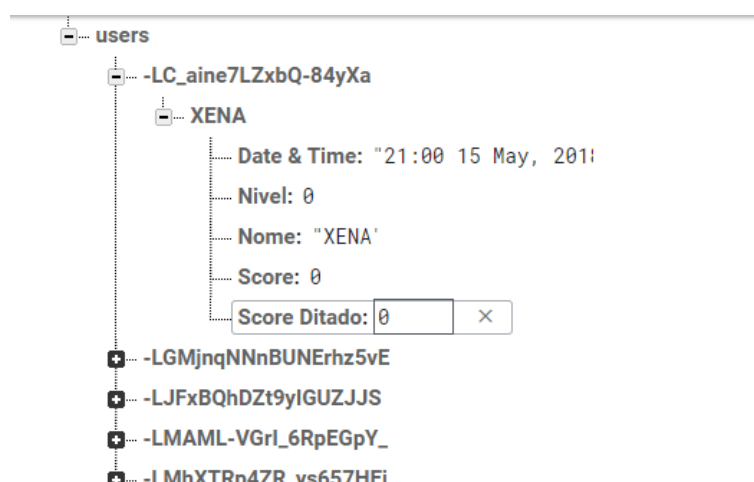 users
-LC_aine7LZxbQ-84yXa
XENA
Date & Time: "21:00 15 May, 201
Nivel: 0
Nome: "XENA'
Score: 0
Score Ditado: 0 ×
-LGMjnqNNnBUNErhz5vE
-LJFxBQhDZt9yIGUZJJS
-LMAML-VGrI_6RpEGpY_